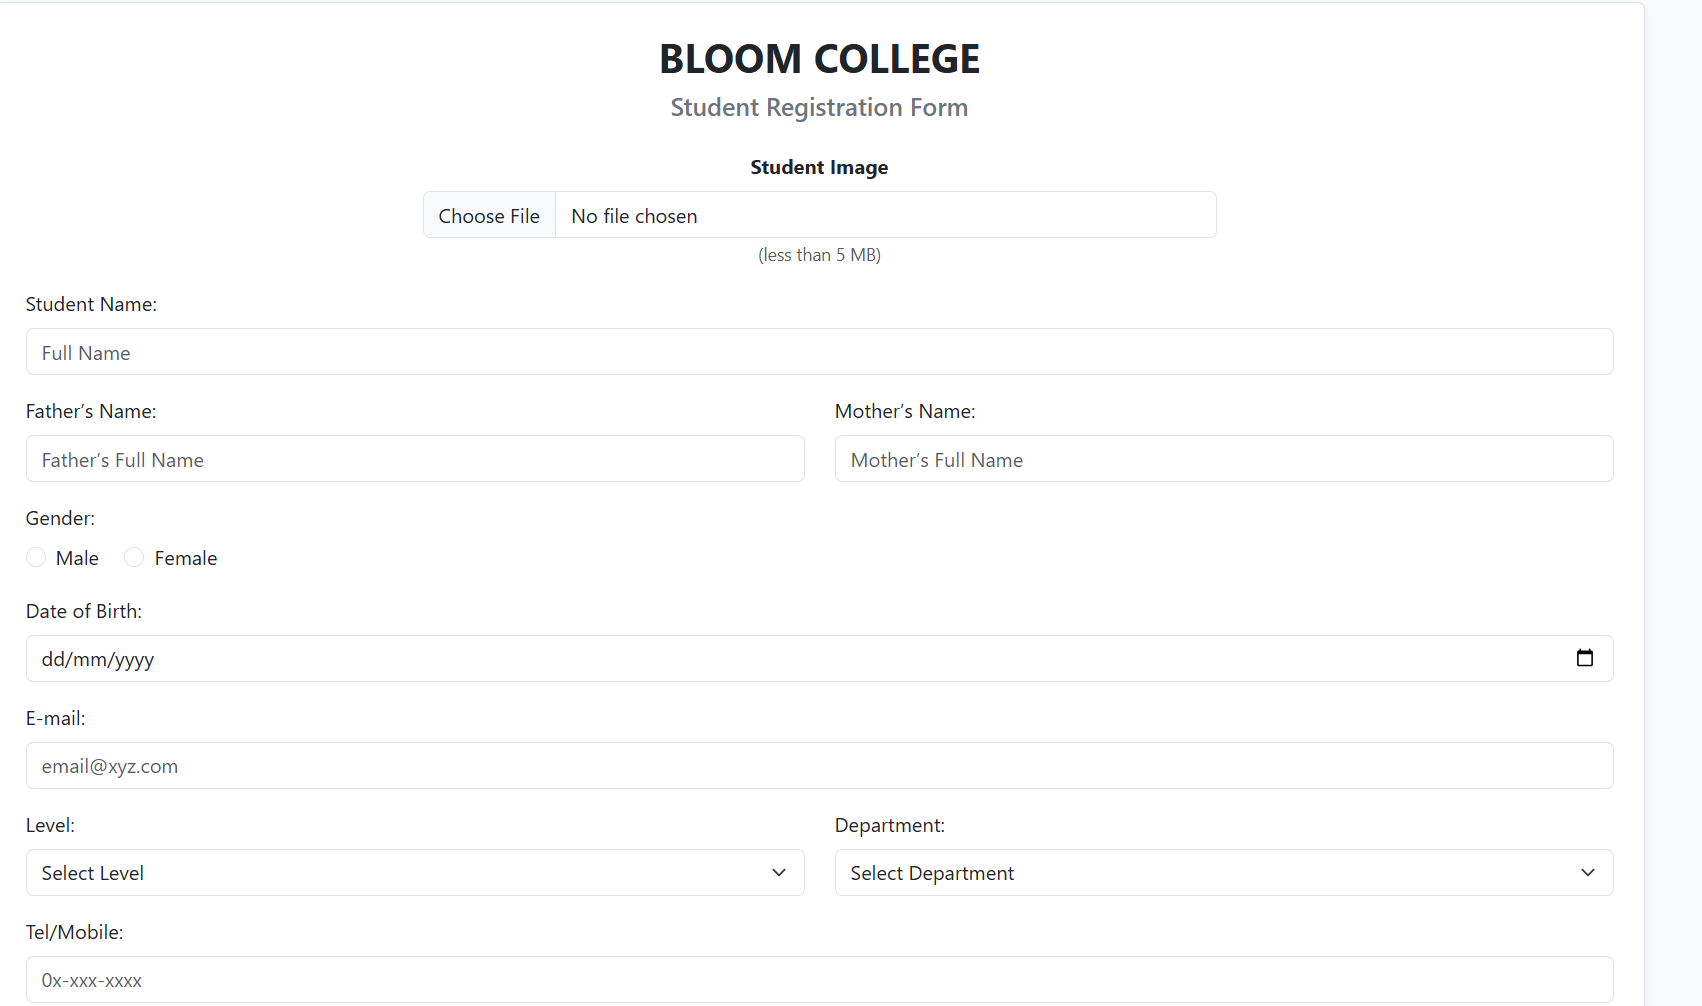 BLOOM COLLEGE
Student Registration Form
Student Image
Choose File No file chosen
(less than 5 MB)
Student Name:
Full Name
Father’s Name: Mother’s Name:
Father’s Full Name Mother’s Full Name
Gender:
Male Female
Date of Birth:
dd/mm/yyyy
E-mail:
email@xyz.com
Level: Department:
Select Level Select Department
Tel/Mobile:
0x-xxx-xxxx